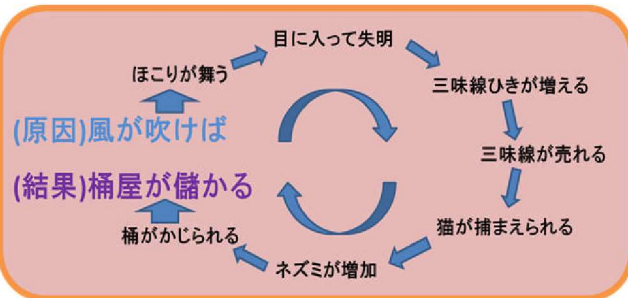 (原因)風が吹けば
ほこりが舞う
目に入って失明
三味線ひきが増える
三味線が売れる
猫が捕まえられる
ネズミが増加
桶がかじられる
(結果)桶屋が儲かる